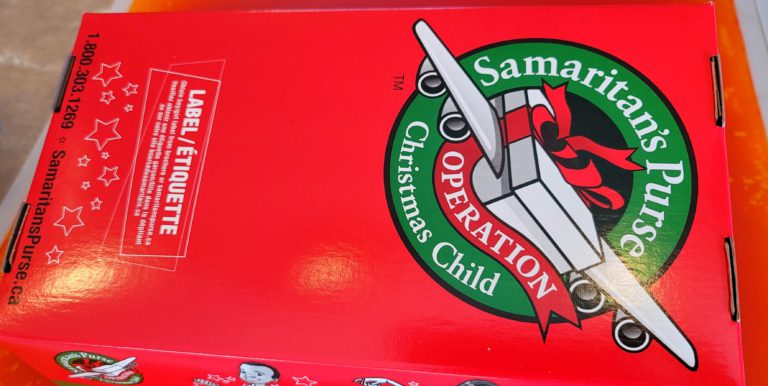 Samaritan's Purse
OPERATION
Christmas Child
TM
LABEL/ÉTIQUETTE
1.800.303.1269 ☆ SamaritansPurse.ca